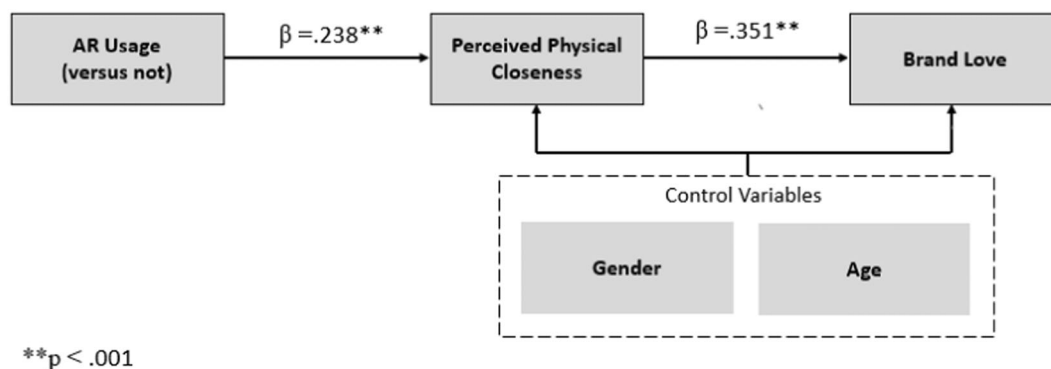 AR Usage
(versus not)
β =.238**
Perceived Physical
Closeness
β =.351**
Brand Love
Control Variables
Gender
Age
**p < .001